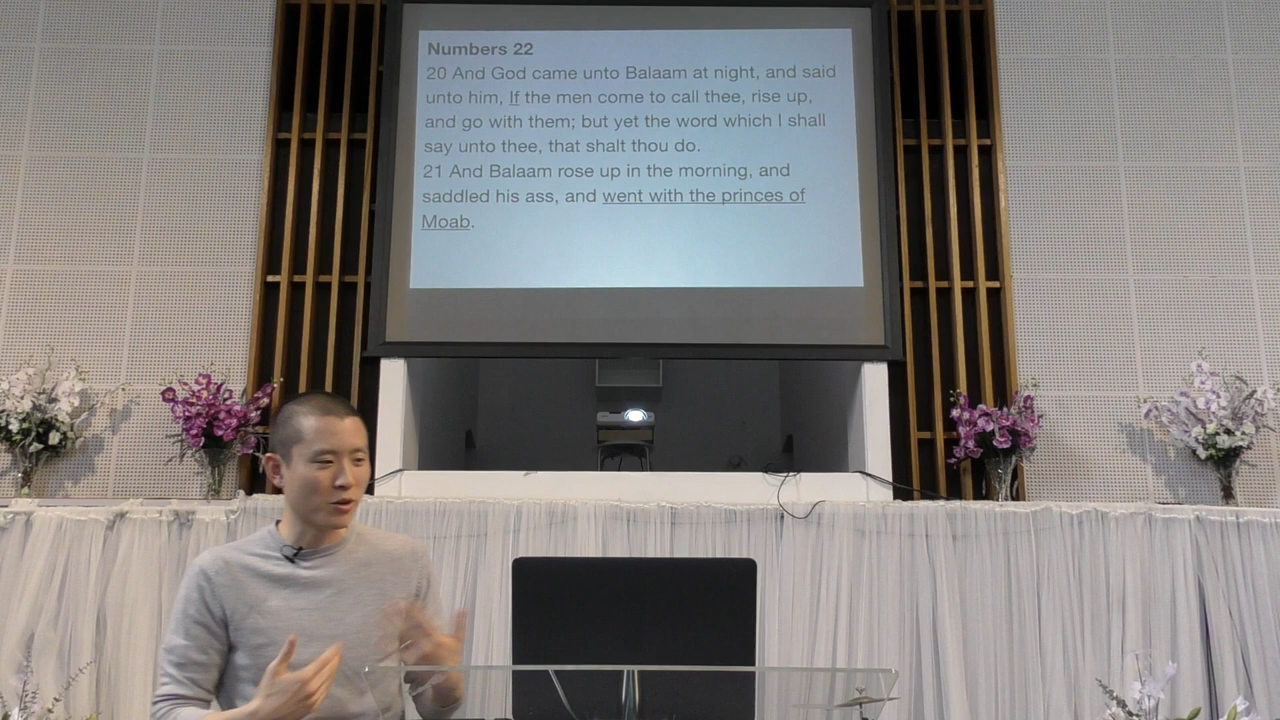 Numbers 22
20 And God came unto Balaam at night, and said
unto him, If the men come to call thee, rise up,
and go with them; but yet the word which I shall
say unto thee, that shalt thou do.
21 And Balaam rose up in the morning, and
saddled his ass, and went with the princes of
Moab.